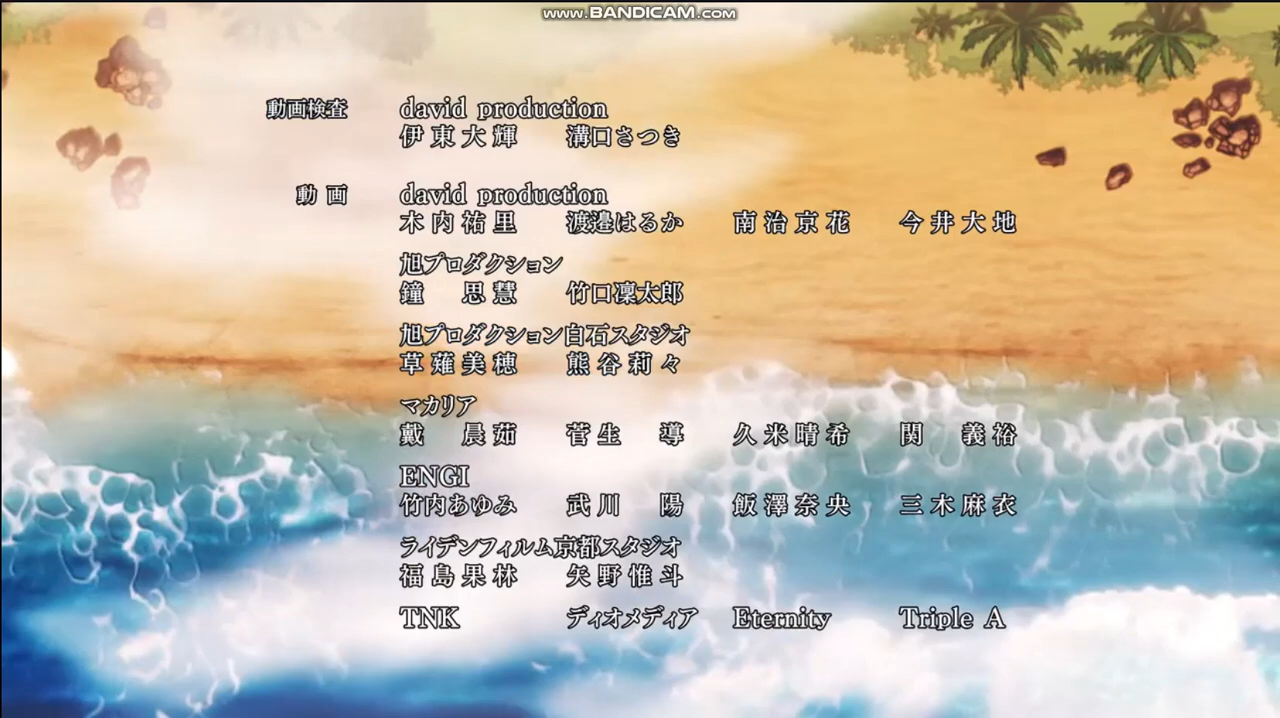 www.BANDICAM.com
動画検査 david production
伊東大輝 溝口さつき
動画 david production
木内祐里 渡邉はるか 南治京花 今井大地
旭プロダクション
鐘思慧 竹口凜太郎
旭プロダクション白石スタジオ
草薙美穂 熊谷莉々
マカリア
戴晨茹 菅生導 久米晴希 関義裕
ENGI
竹内あゆみ 武川陽 飯澤奈央 三木麻衣
ライデンフィルム京都スタジオ
福島果林 矢野惟斗
TNK ディオメディア Eternity Triple A